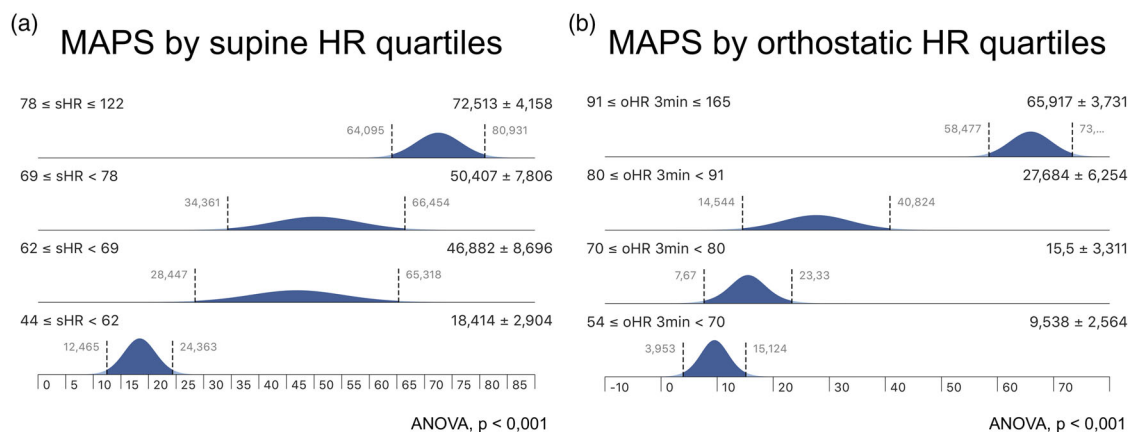 (a)
MAPS by supine HR quartiles
78 ≤ sHR ≤ 122 72,513 ± 4,158
64,095 80,931
69 ≤ sHR < 78 50,407 ± 7,806
34,361 66,454
62 ≤ sHR < 69 46,882 ± 8,696
28,447 65,318
44 ≤ sHR < 62 18,414 ± 2,904
12,465 24,363
0 5 10 15 20 25 30 35 40 45 50 55 60 65 70 75 80 85
ANOVA, p < 0,001
(b)
MAPS by orthostatic HR quartiles
91 ≤ oHR 3min ≤ 165 65,917 ± 3,731
58,477 73,...
80 ≤ oHR 3min < 91 27,684 ± 6,254
14,544 40,824
70 ≤ oHR 3min < 80 15,5 ± 3,311
7,67 23,33
54 ≤ oHR 3min < 70 9,538 ± 2,564
3,953 15,124
-10 0 10 20 30 40 50 60 70
ANOVA, p < 0,001